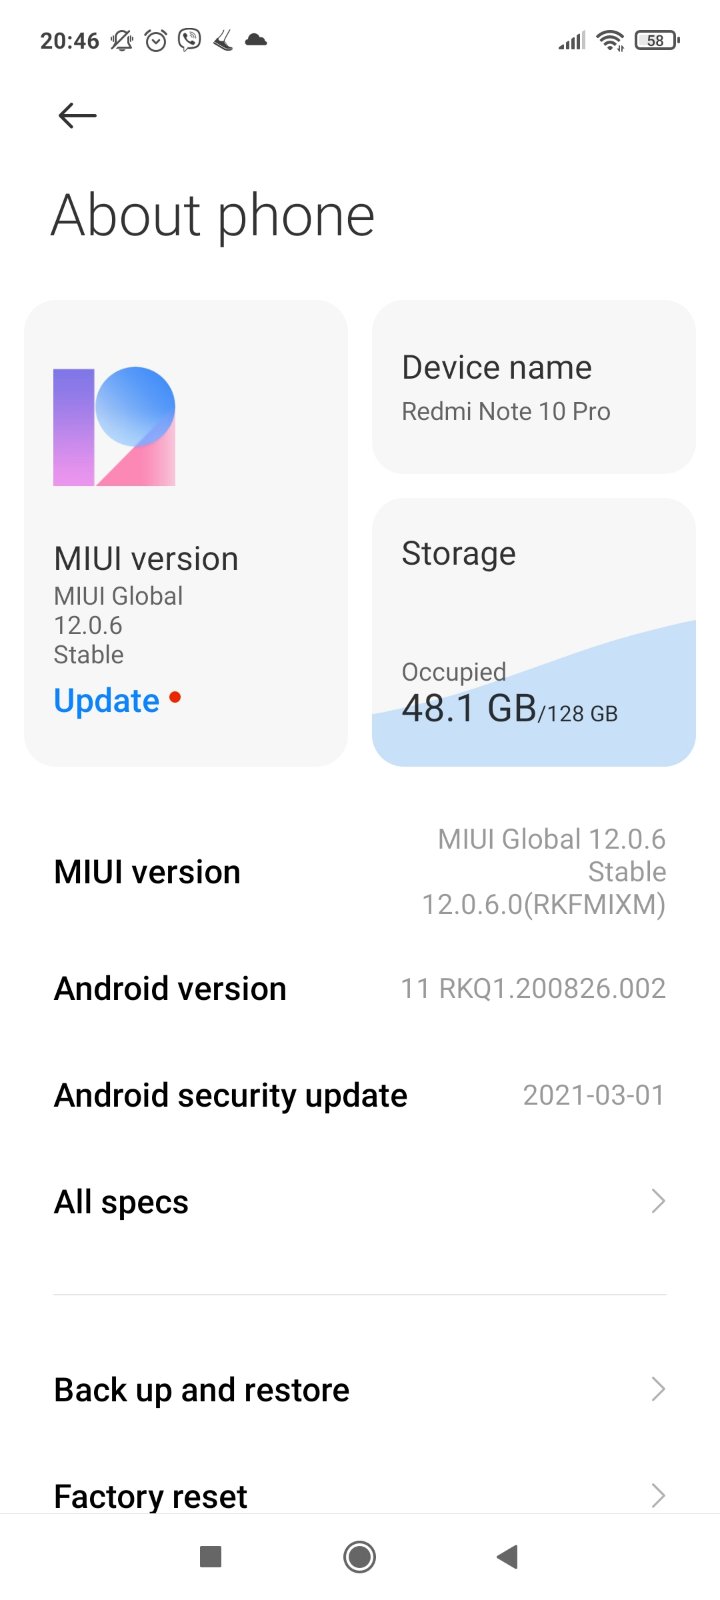 20:46
58
About phone
MIUI version
MIUI Global
12.0.6
Stable
Update
Device name
Redmi Note 10 Pro
Storage
Occupied
48.1 GB/128 GB
MIUI version
MIUI Global 12.0.6
Stable
12.0.6.0(RKFMIXM)
Android version
11 RKQ1.200826.002
Android security update
2021-03-01
All specs
Back up and restore
Factory reset